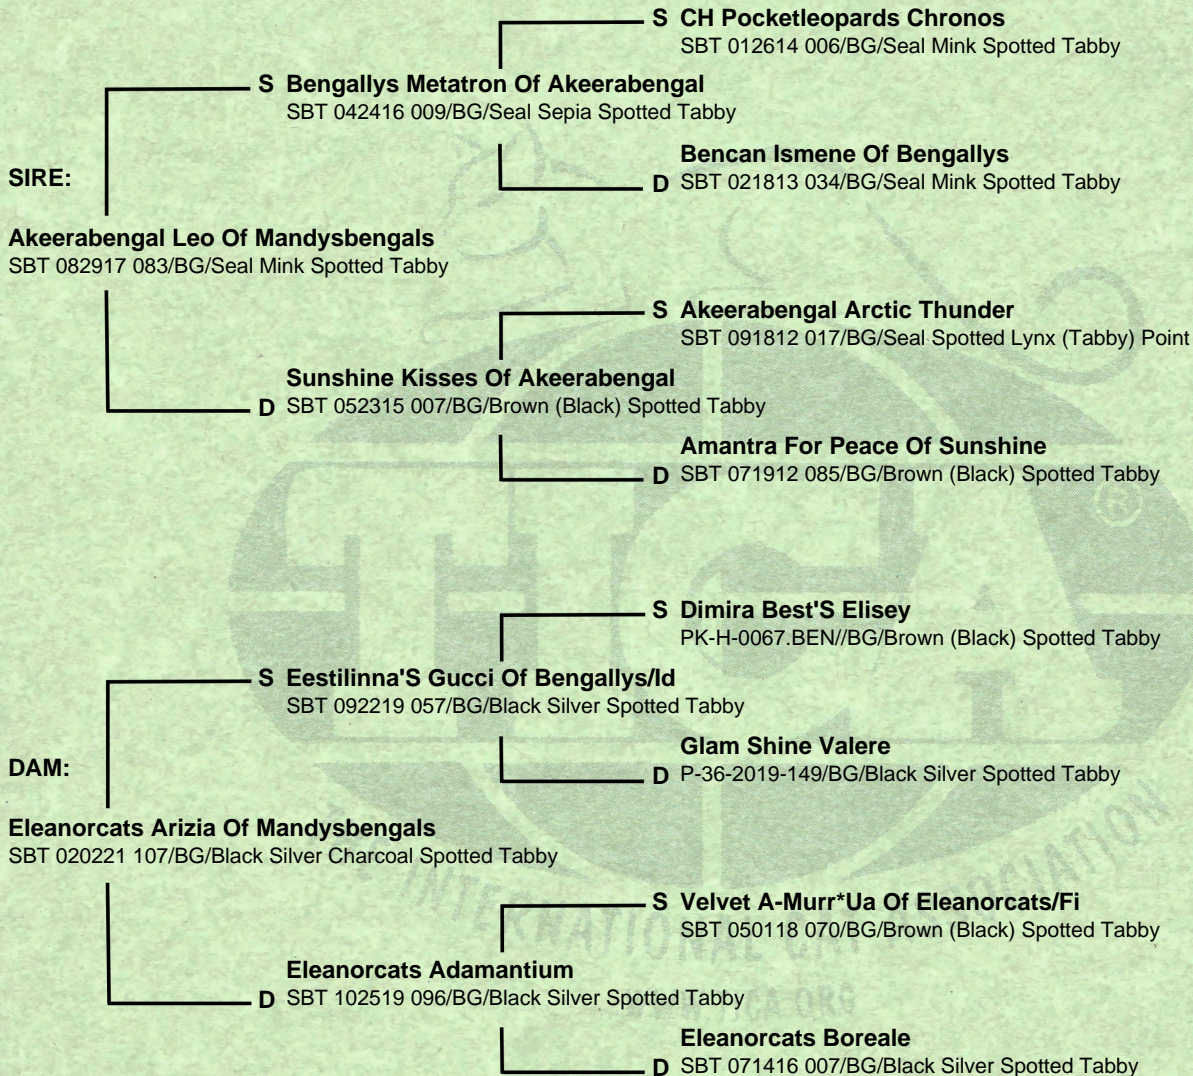 S CH Pocketleopards Chronos
SBT 012614 006/BG/Seal Mink Spotted Tabby
S Bengallys Metatron Of Akeerabengal
SBT 042416 009/BG/Seal Sepia Spotted Tabby
Bencan Ismene Of Bengallys
D SBT 021813 034/BG/Seal Mink Spotted Tabby
SIRE:
Akeerabengal Leo Of Mandysbengals
SBT 082917 083/BG/Seal Mink Spotted Tabby
S Akeerabengal Arctic Thunder
SBT 091812 017/BG/Seal Spotted Lynx (Tabby) Point
Sunshine Kisses Of Akeerabengal
D SBT 052315 007/BG/Brown (Black) Spotted Tabby
Amantra For Peace Of Sunshine
D SBT 071912 085/BG/Brown (Black) Spotted Tabby
S Dimira Best'S Elisey
PK-H-0067.BEN//BG/Brown (Black) Spotted Tabby
S Eestilinna'S Gucci Of Bengallys/Id
SBT 092219 057/BG/Black Silver Spotted Tabby
Glam Shine Valere
D P-36-2019-149/BG/Black Silver Spotted Tabby
DAM:
Eleanorcats Arizia Of Mandysbengals
SBT 020221 107/BG/Black Silver Charcoal Spotted Tabby
S Velvet A-Murr*Ua Of Eleanorcats/Fi
SBT 050118 070/BG/Brown (Black) Spotted Tabby
Eleanorcats Adamantium
D SBT 102519 096/BG/Black Silver Spotted Tabby
Eleanorcats Boreale
D SBT 071416 007/BG/Black Silver Spotted Tabby
TICA
®
INTERNATIONAL CAT ASSOCIATION
WWW.TICA.ORG